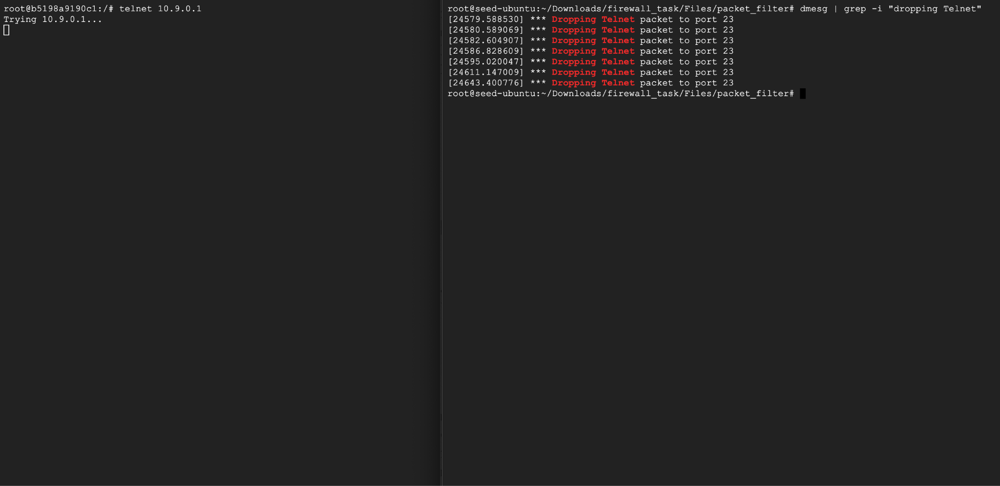 root@b5198a9190c1:/# telnet 10.9.0.1
Trying 10.9.0.1...
root@seed-ubuntu:~/Downloads/firewall_task/Files/packet_filter# dmesg | grep -i "dropping Telnet"
[24579.588530] *** Dropping Telnet packet to port 23
[24580.589069] *** Dropping Telnet packet to port 23
[24582.604907] *** Dropping Telnet packet to port 23
[24586.828609] *** Dropping Telnet packet to port 23
[24595.020047] *** Dropping Telnet packet to port 23
[24611.147009] *** Dropping Telnet packet to port 23
[24643.400776] *** Dropping Telnet packet to port 23
root@seed-ubuntu:~/Downloads/firewall_task/Files/packet_filter#